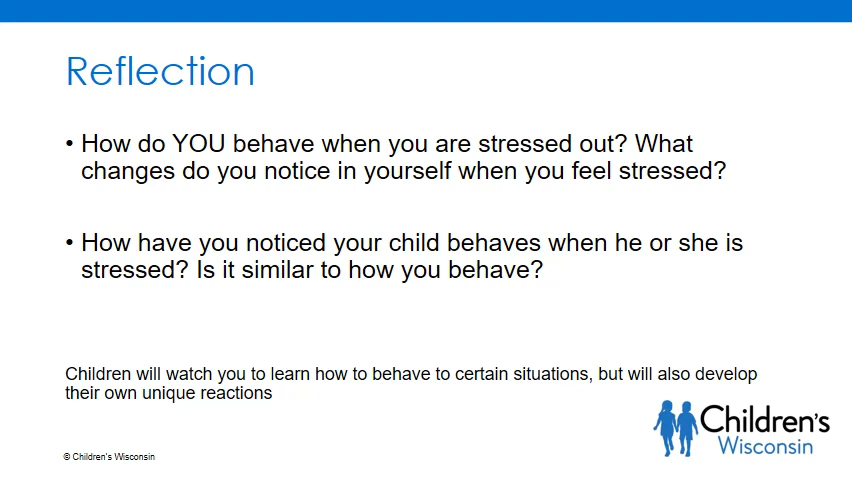 Reflection
• How do YOU behave when you are stressed out? What
changes do you notice in yourself when you feel stressed?
• How have you noticed your child behaves when he or she is
stressed? Is it similar to how you behave?
Children will watch you to learn how to behave to certain situations, but will also develop
their own unique reactions
Children's
Wisconsin
© Children's Wisconsin